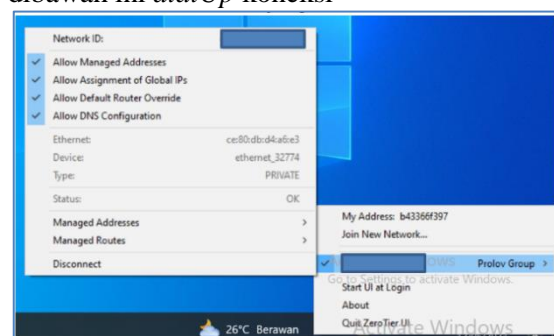 dibawah ini atatUp koneksi
Network ID:
Allow Managed Addresses
Allow Assignment of Global IPs
Allow Default Router Override
Allow DNS Configuration
Ethernet: ce:80:db:d4:a6:e3
Device: ethernet_32774
Type: PRIVATE
Status: OK
Managed Addresses
Managed Routes
Disconnect
My Address: b43366f397
Join New Network...
Prolov Group
Go to Settings to activate Windows.
Start UI at Login
About
Quit ZeroTier UI
Activate Windows
26°C Berawan